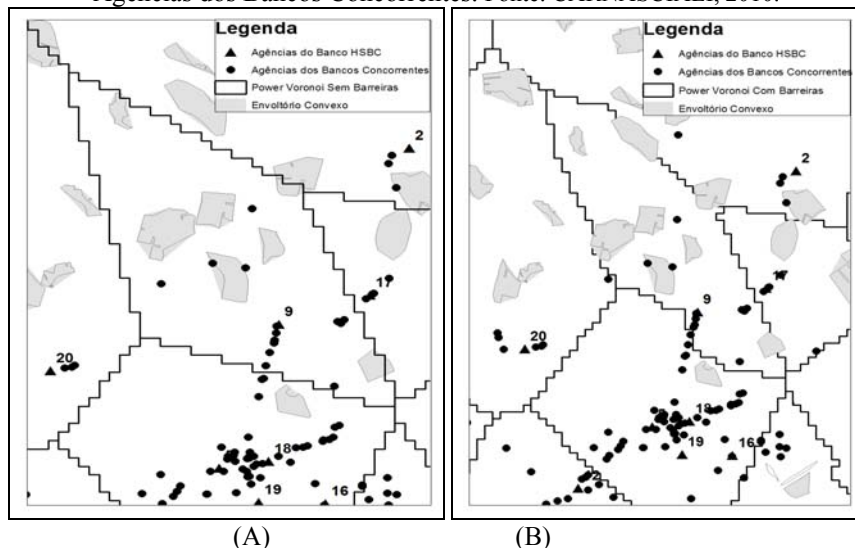 Agências dos Bancos Concorrentes. Fonte: CARNASCIALI, 2010.
Legenda
Agências do Banco HSBC
Agências dos Bancos Concorrentes
Power Voronoi Sem Barreiras
Envoltório Convexo
2
17
9
20
18
19
16
Legenda
Agências do Banco HSBC
Agências dos Bancos Concorrentes
Power Voronoi Com Barreiras
Envoltório Convexo
2
17
9
20
18
19
16
2
(A)
(B)